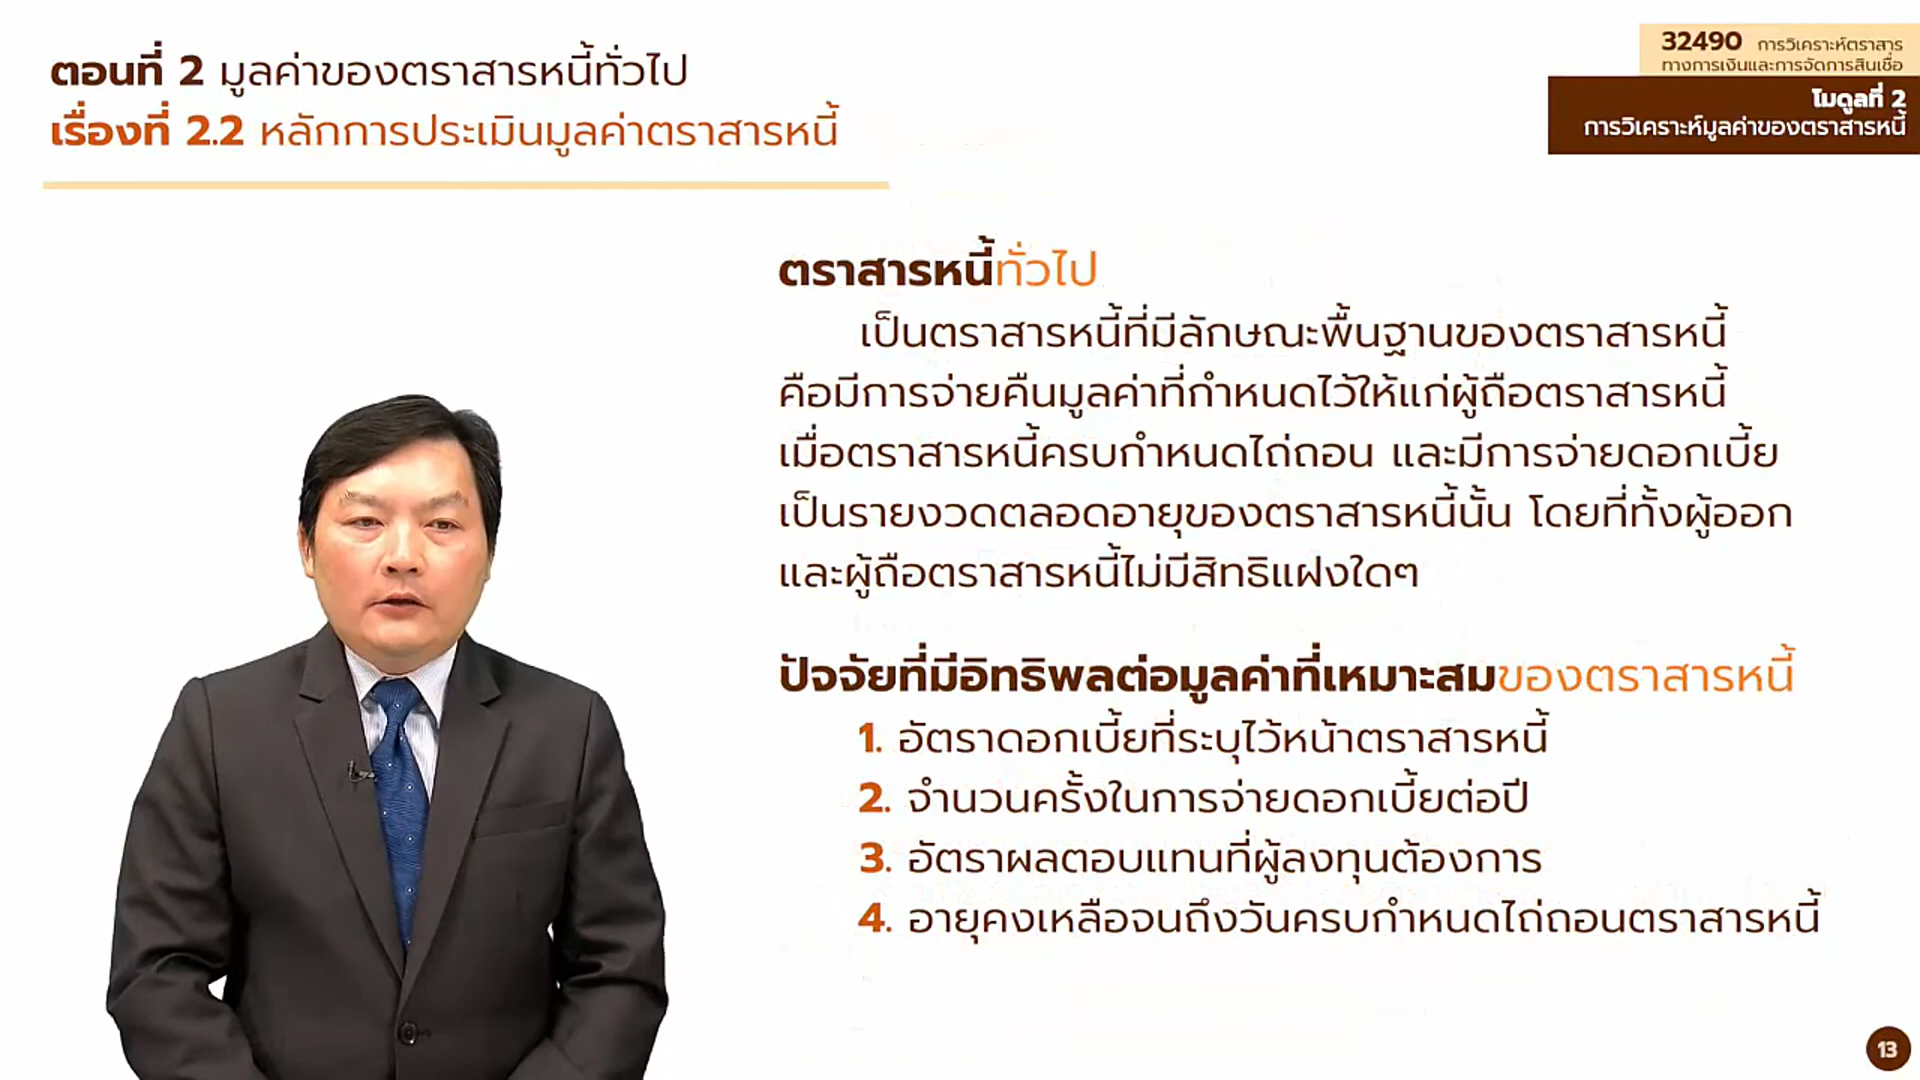 ตอนที่ 2 มูลค่าของตราสารหนี้ทั่วไป
เรื่องที่ 2.2 หลักการประเมินมูลค่าตราสารหนี้
32490 การวิเคราะห์ตราสาร
ทางการเงินและการจัดการสินเชื่อ
โมดูลที่ 2
การวิเคราะห์มูลค่าของตราสารหนี้
ตราสารหนี้ทั่วไป
เป็นตราสารหนี้ที่มีลักษณะพื้นฐานของตราสารหนี้
คือมีการจ่ายคืนมูลค่าที่กำหนดไว้ให้แก่ผู้ถือตราสารหนี้
เมื่อตราสารหนี้ครบกำหนดไถ่ถอน และมีการจ่ายดอกเบี้ย
เป็นรายงวดตลอดอายุของตราสารหนี้นั้น โดยที่ทั้งผู้ออก
และผู้ถือตราสารหนี้ไม่มีสิทธิแฝงใดๆ
ปัจจัยที่มีอิทธิพลต่อมูลค่าที่เหมาะสมของตราสารหนี้
1. อัตราดอกเบี้ยที่ระบุไว้หน้าตราสารหนี้
2. จำนวนครั้งในการจ่ายดอกเบี้ยต่อปี
3. อัตราผลตอบแทนที่ผู้ลงทุนต้องการ
4. อายุคงเหลือจนถึงวันครบกำหนดไถ่ถอนตราสารหนี้
13